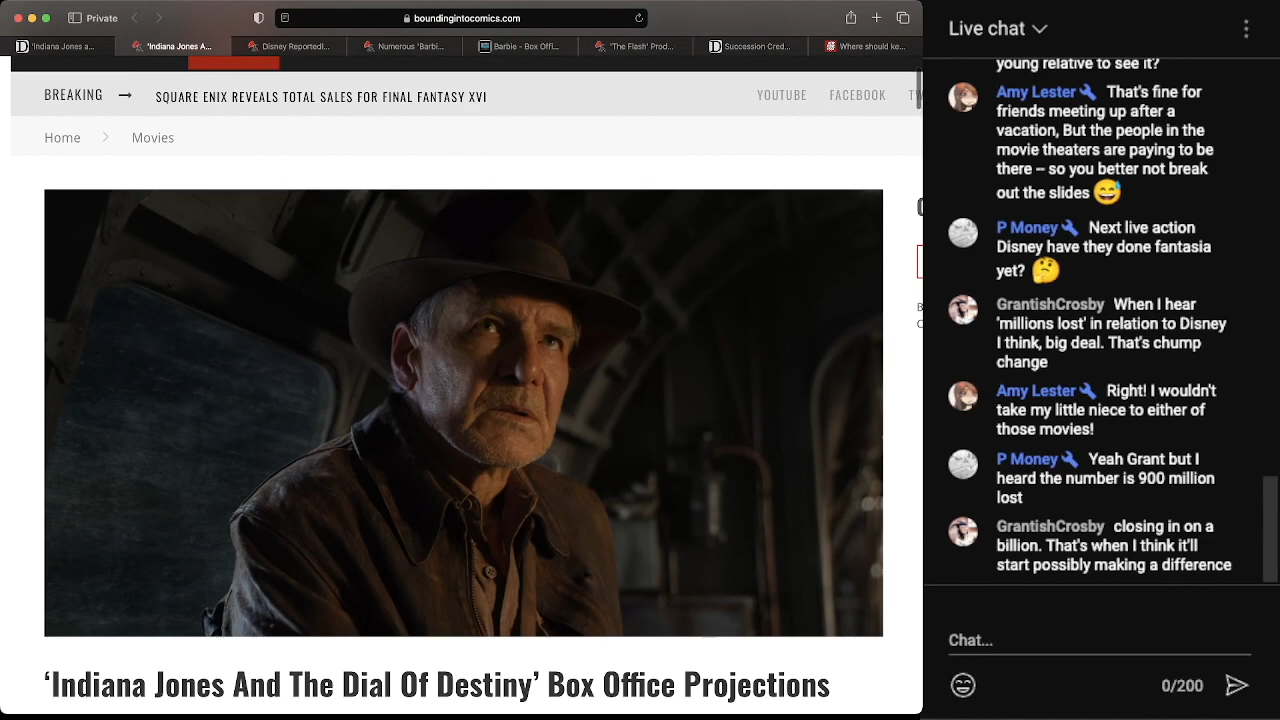 Private
boundingintocomics.com
'Indiana Jones a...
'Indiana Jones A...
Disney Reportedl...
Numerous 'Barbi...
Barbie - Box Offi...
"The Flash' Prod...
Succession Cred...
Where should ke...
BREAKING → SQUARE ENIX REVEALS TOTAL SALES FOR FINAL FANTASY XVI
YOUTUBE FACEBOOK TW
Home > Movies
'Indiana Jones And The Dial Of Destiny' Box Office Projections
Live chat
young relative to see it?
Amy Lester That's fine for
friends meeting up after a
vacation, But the people in the
movie theaters are paying to be
there – so you better not break
out the slides 😅
P Money Next live action
Disney have they done fantasia
yet? 🤔
GrantishCrosby When I hear
'millions lost' in relation to Disney
I think, big deal. That's chump
change
Amy Lester Right! I wouldn't
take my little niece to either of
those movies!
P Money Yeah Grant but I
heard the number is 900 million
lost
GrantishCrosby closing in on a
billion. That's when I think it'll
start possibly making a difference
Chat...
0/200